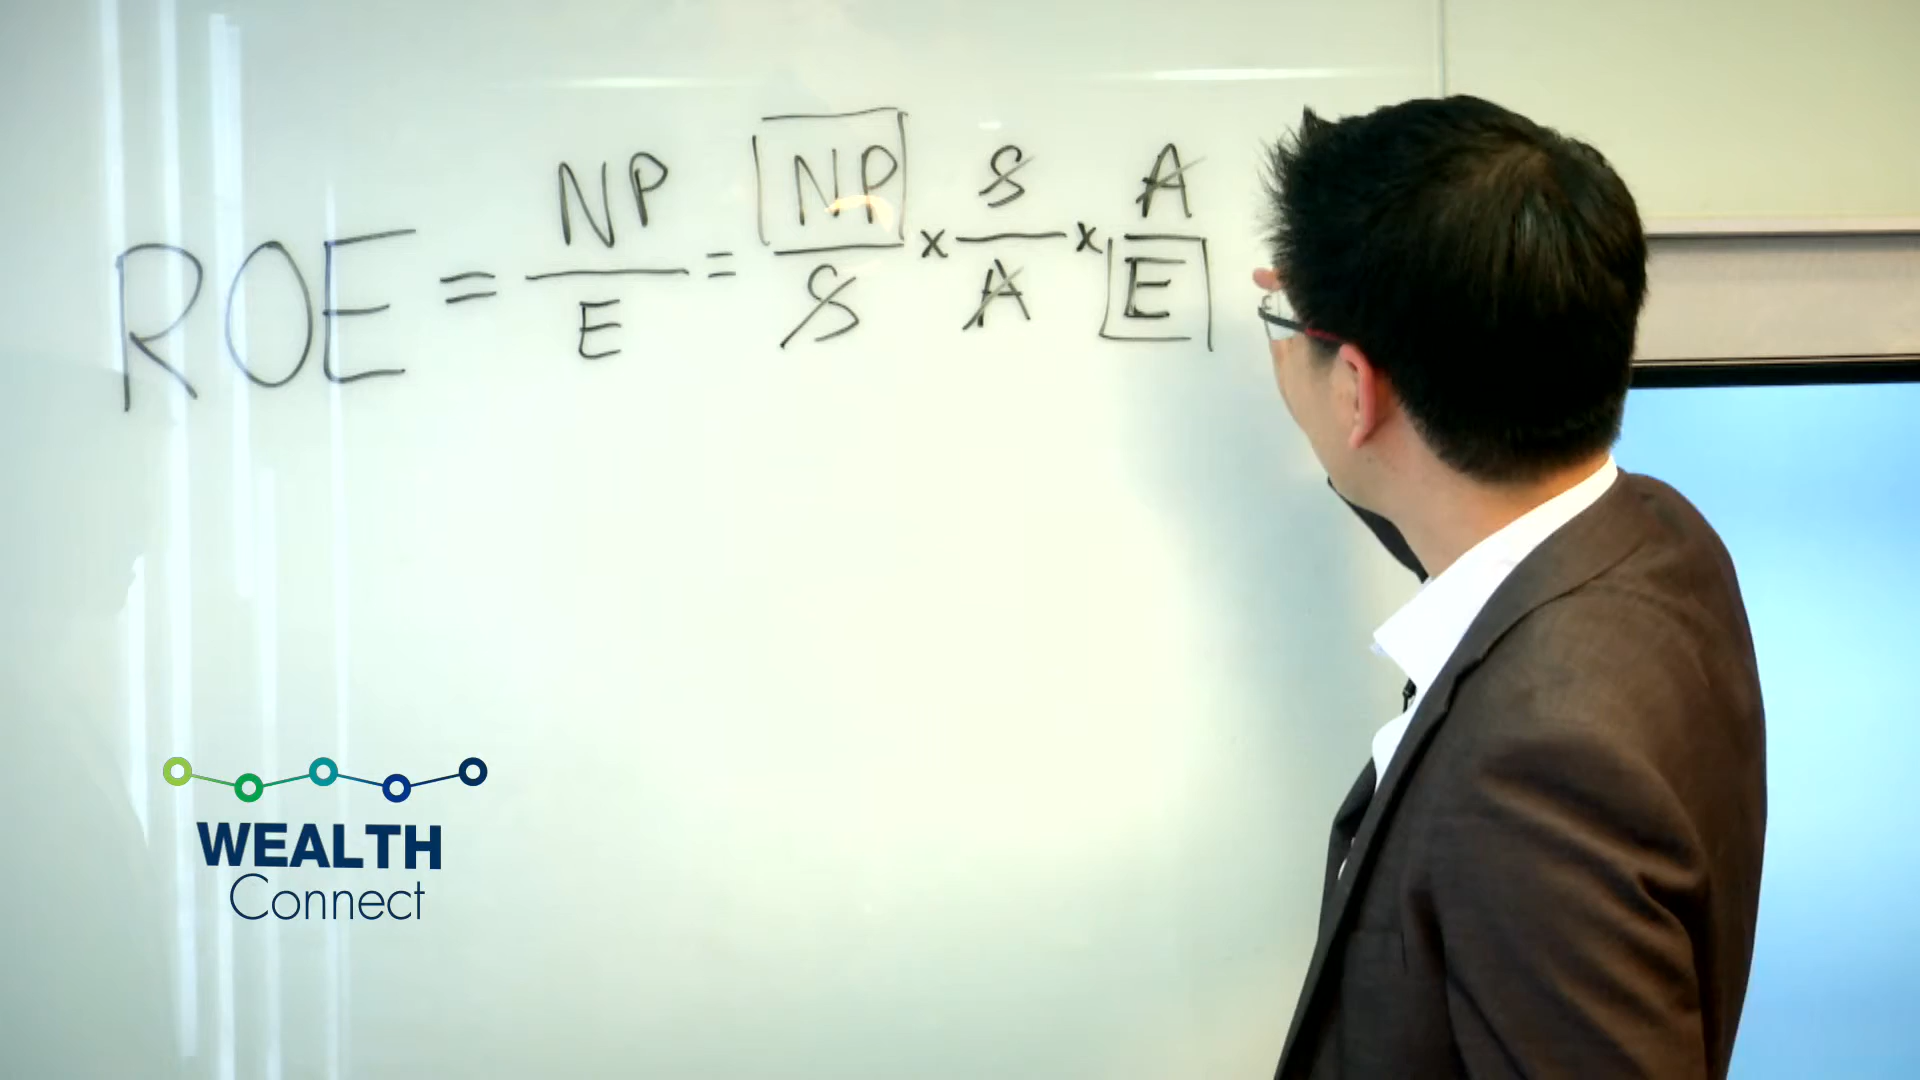 ROE = NP/E = NP/S × S/A × A/E
WEALTH
Connect